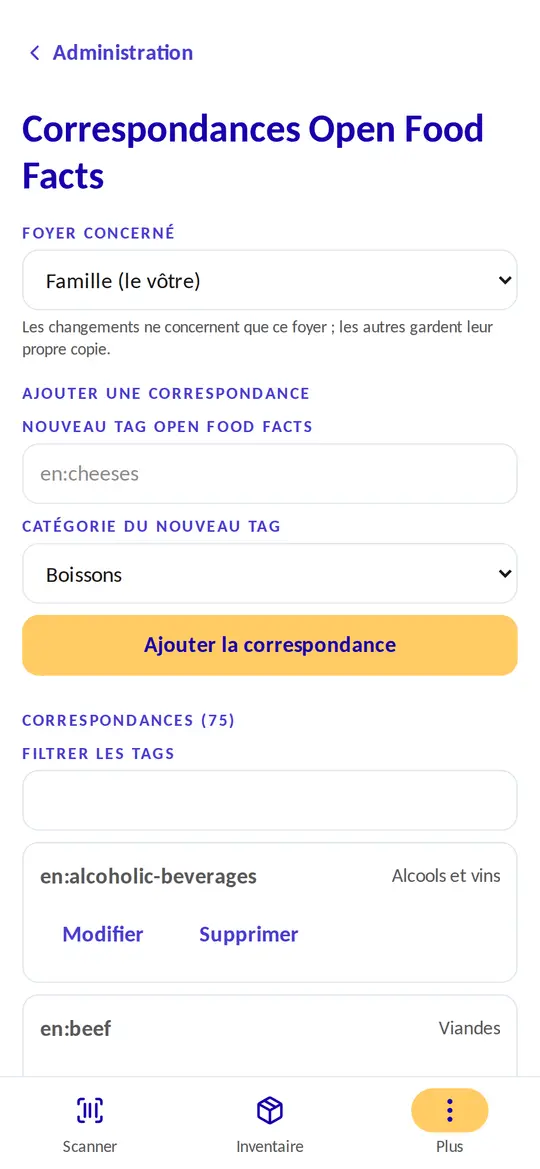 Administration
Correspondances Open Food
Facts
FOYER CONCERNÉ
Famille (le vôtre)
Les changements ne concernent que ce foyer ; les autres gardent leur
propre copie.
AJOUTER UNE CORRESPONDANCE
NOUVEAU TAG OPEN FOOD FACTS
en:cheeses
CATÉGORIE DU NOUVEAU TAG
Boissons
Ajouter la correspondance
CORRESPONDANCES (75)
FILTRER LES TAGS
en:alcoholic-beverages Alcools et vins
Modifier Supprimer
en:beef Viandes
Scanner Inventaire Plus